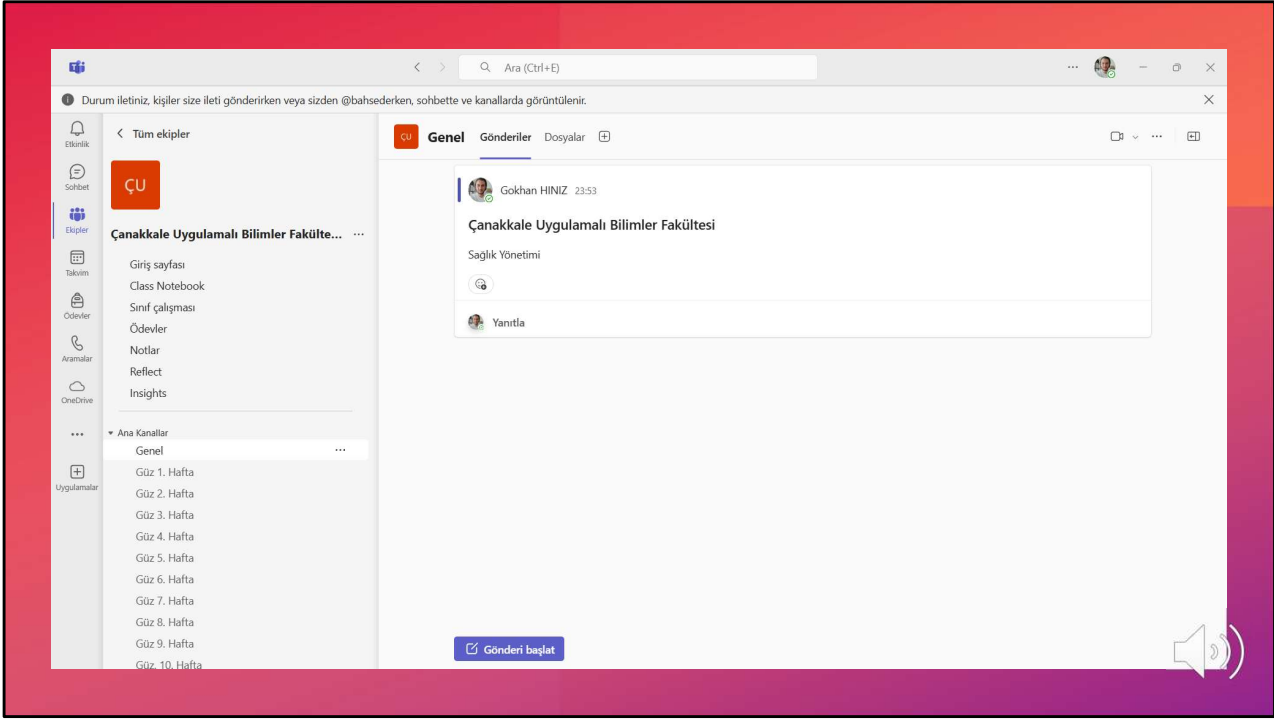 Ara (Ctrl+E)
Durum iletiniz, kişiler size ileti gönderirken veya sizden @bahsederken, sohbette ve kanallarda görüntülenir.
Etkinlik
Sohbet
Ekipler
Takvim
Ödevler
Aramalar
OneDrive
Uygulamalar
Tüm ekipler
ÇU
Çanakkale Uygulamalı Bilimler Fakülte...
Giriş sayfası
Class Notebook
Sınıf çalışması
Ödevler
Notlar
Reflect
Insights
Ana Kanallar
Genel
Güz 1. Hafta
Güz 2. Hafta
Güz 3. Hafta
Güz 4. Hafta
Güz 5. Hafta
Güz 6. Hafta
Güz 7. Hafta
Güz 8. Hafta
Güz 9. Hafta
Güz. 10. Hafta
ÇU Genel Gönderiler Dosyalar
Gokhan HINIZ 23:53
Çanakkale Uygulamalı Bilimler Fakültesi
Sağlık Yönetimi
Yanıtla
Gönderi başlat